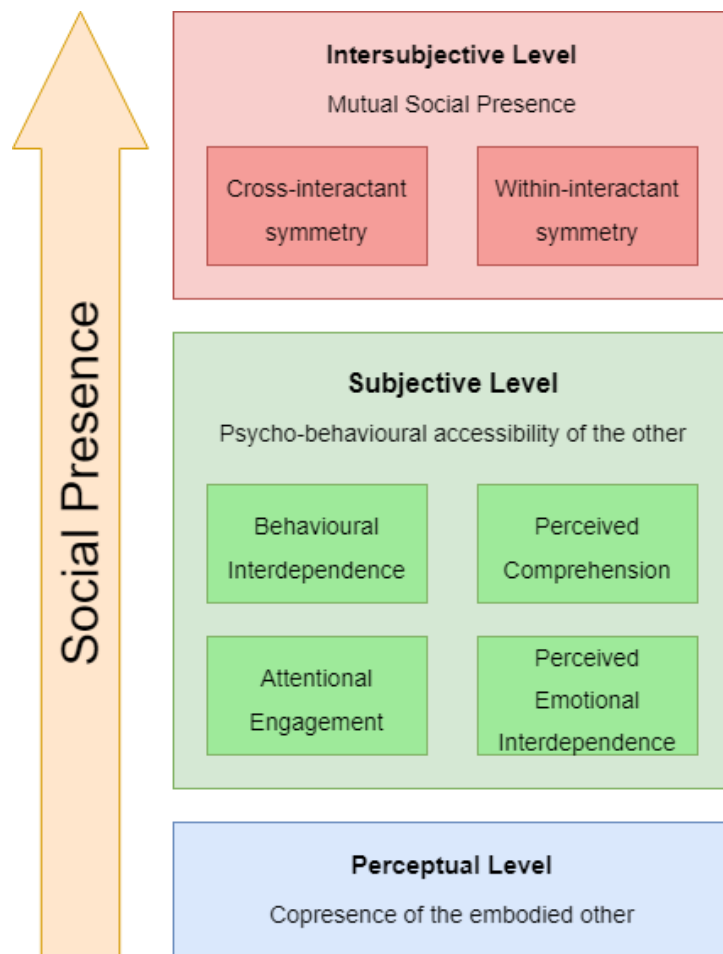 Social Presence
Intersubjective Level
Mutual Social Presence
Cross-interactant
symmetry
Within-interactant
symmetry
Subjective Level
Psycho-behavioural accessibility of the other
Behavioural
Interdependence
Perceived
Comprehension
Attentional
Engagement
Perceived
Emotional
Interdependence
Perceptual Level
Copresence of the embodied other